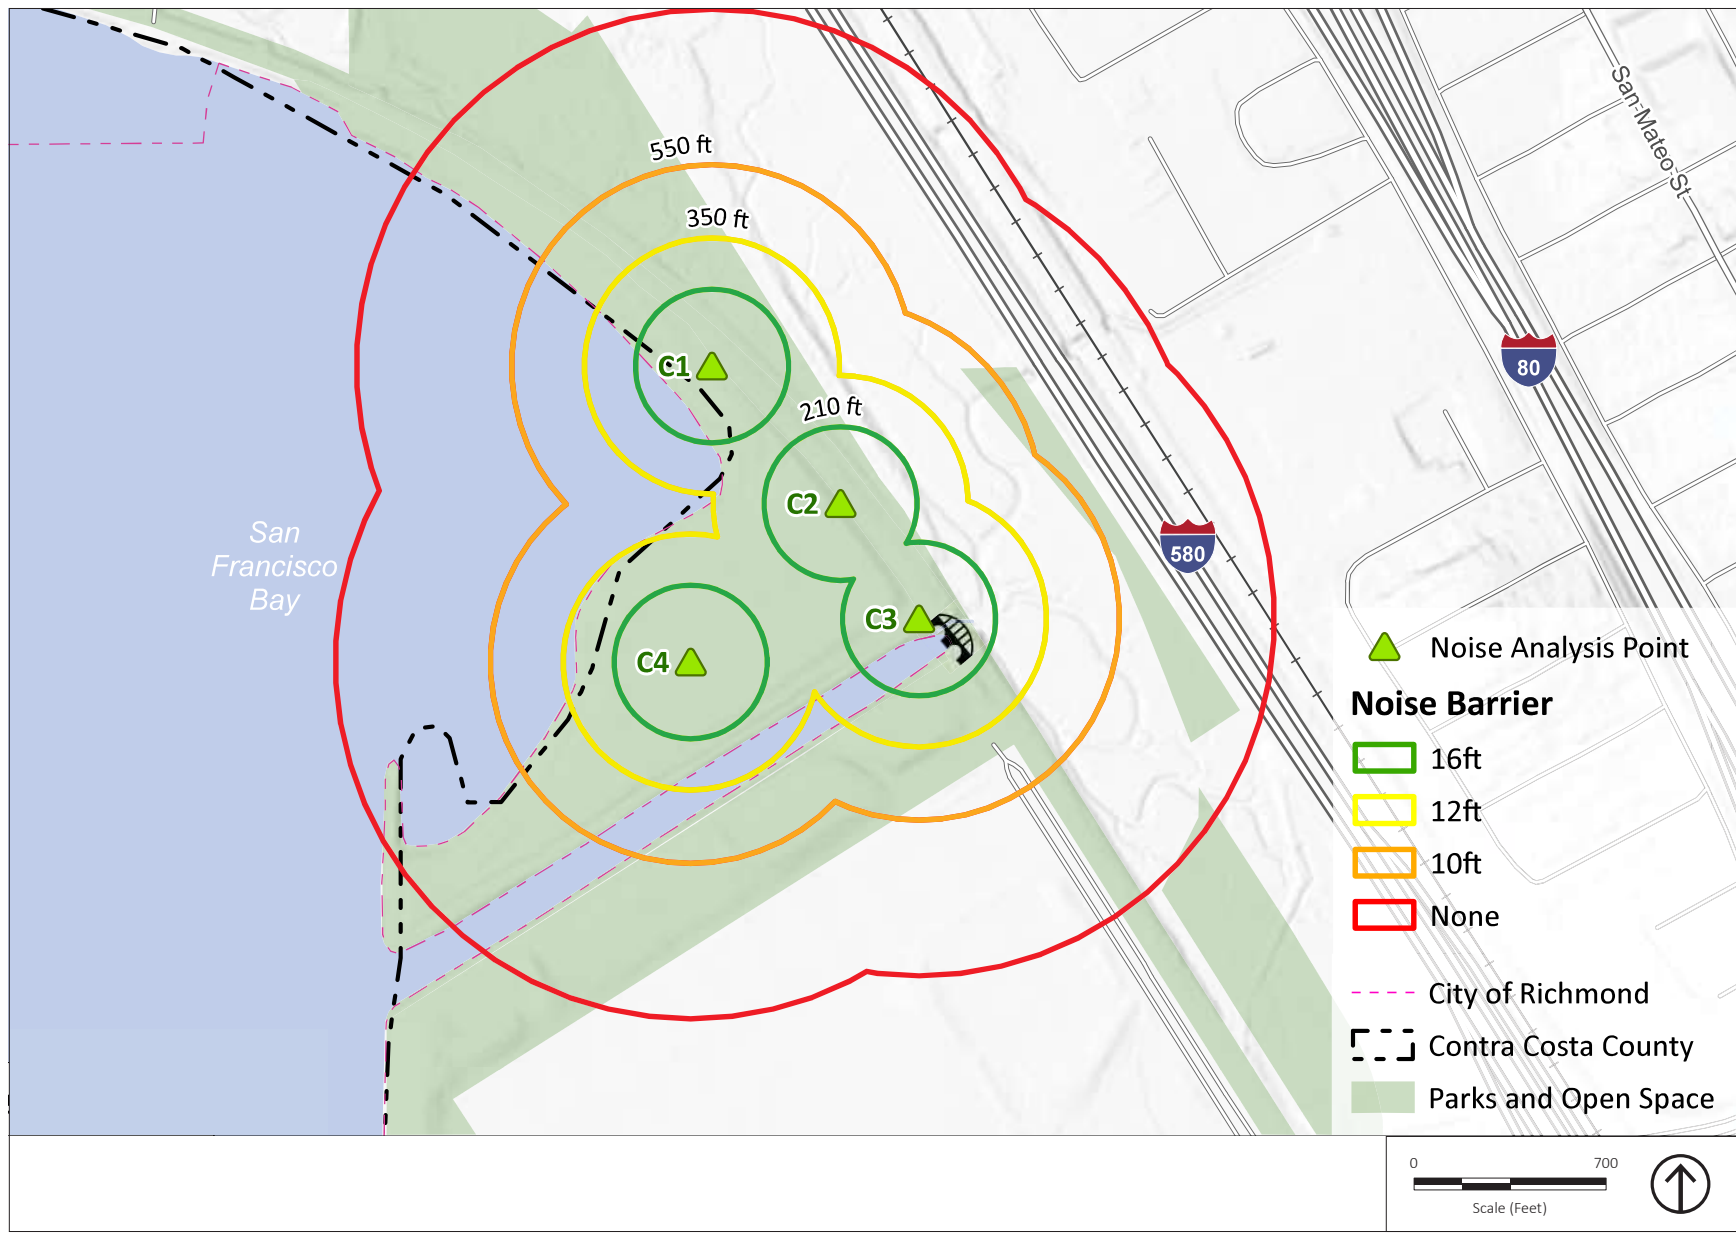 San Mateo St
550 ft
350 ft
80
C1
210 ft
C2
San
Francisco
Bay
580
C3
C4
Noise Analysis Point
Noise Barrier
16ft
12ft
10ft
None
City of Richmond
Contra Costa County
Parks and Open Space
0 700
Scale (Feet)